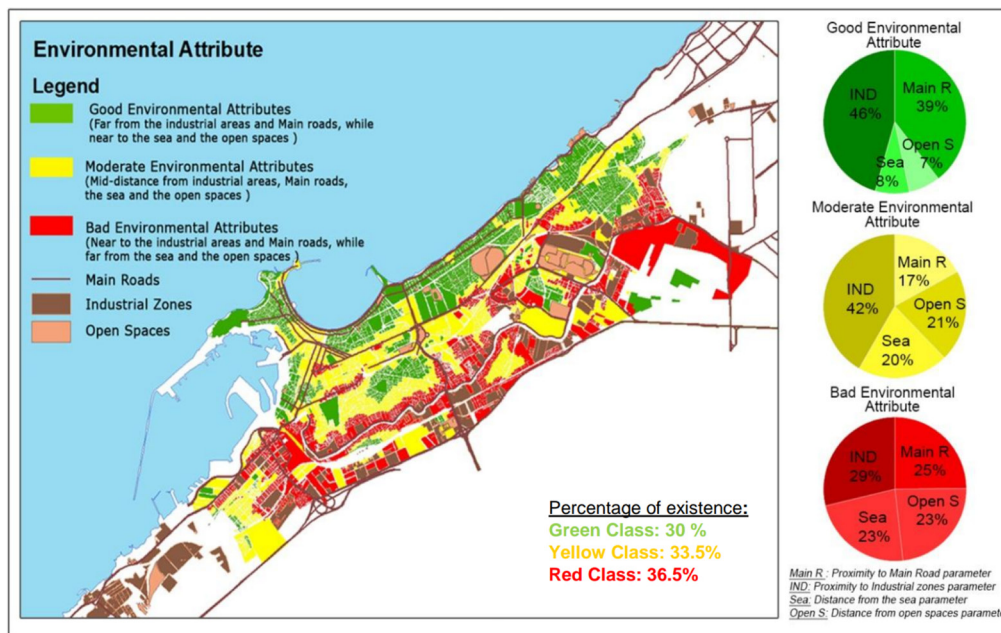 Environmental Attribute
Legend
Good Environmental Attributes
(Far from the industrial areas and Main roads, while
near to the sea and the open spaces )
Moderate Environmental Attributes
(Mid-distance from industrial areas, Main roads,
the sea and the open spaces )
Bad Environmental Attributes
(Near to the industrial areas and Main roads, while
far from the sea and the open spaces )
Main Roads
Industrial Zones
Open Spaces
Percentage of existence:
Green Class: 30 %
Yellow Class: 33.5%
Red Class: 36.5%
Good Environmental
Attribute
IND
46%
Main R
39%
Open S
7%
Sea
8%
Moderate Environmental
Attribute
Main R
17%
IND
42%
Open S
21%
Sea
20%
Bad Environmental
Attribute
IND
29%
Main R
25%
Sea
23%
Open S
23%
Main R : Proximity to Main Road parameter
IND: Proximity to Industrial zones parameter
Sea: Distance from the sea parameter
Open S: Distance from open spaces paramete